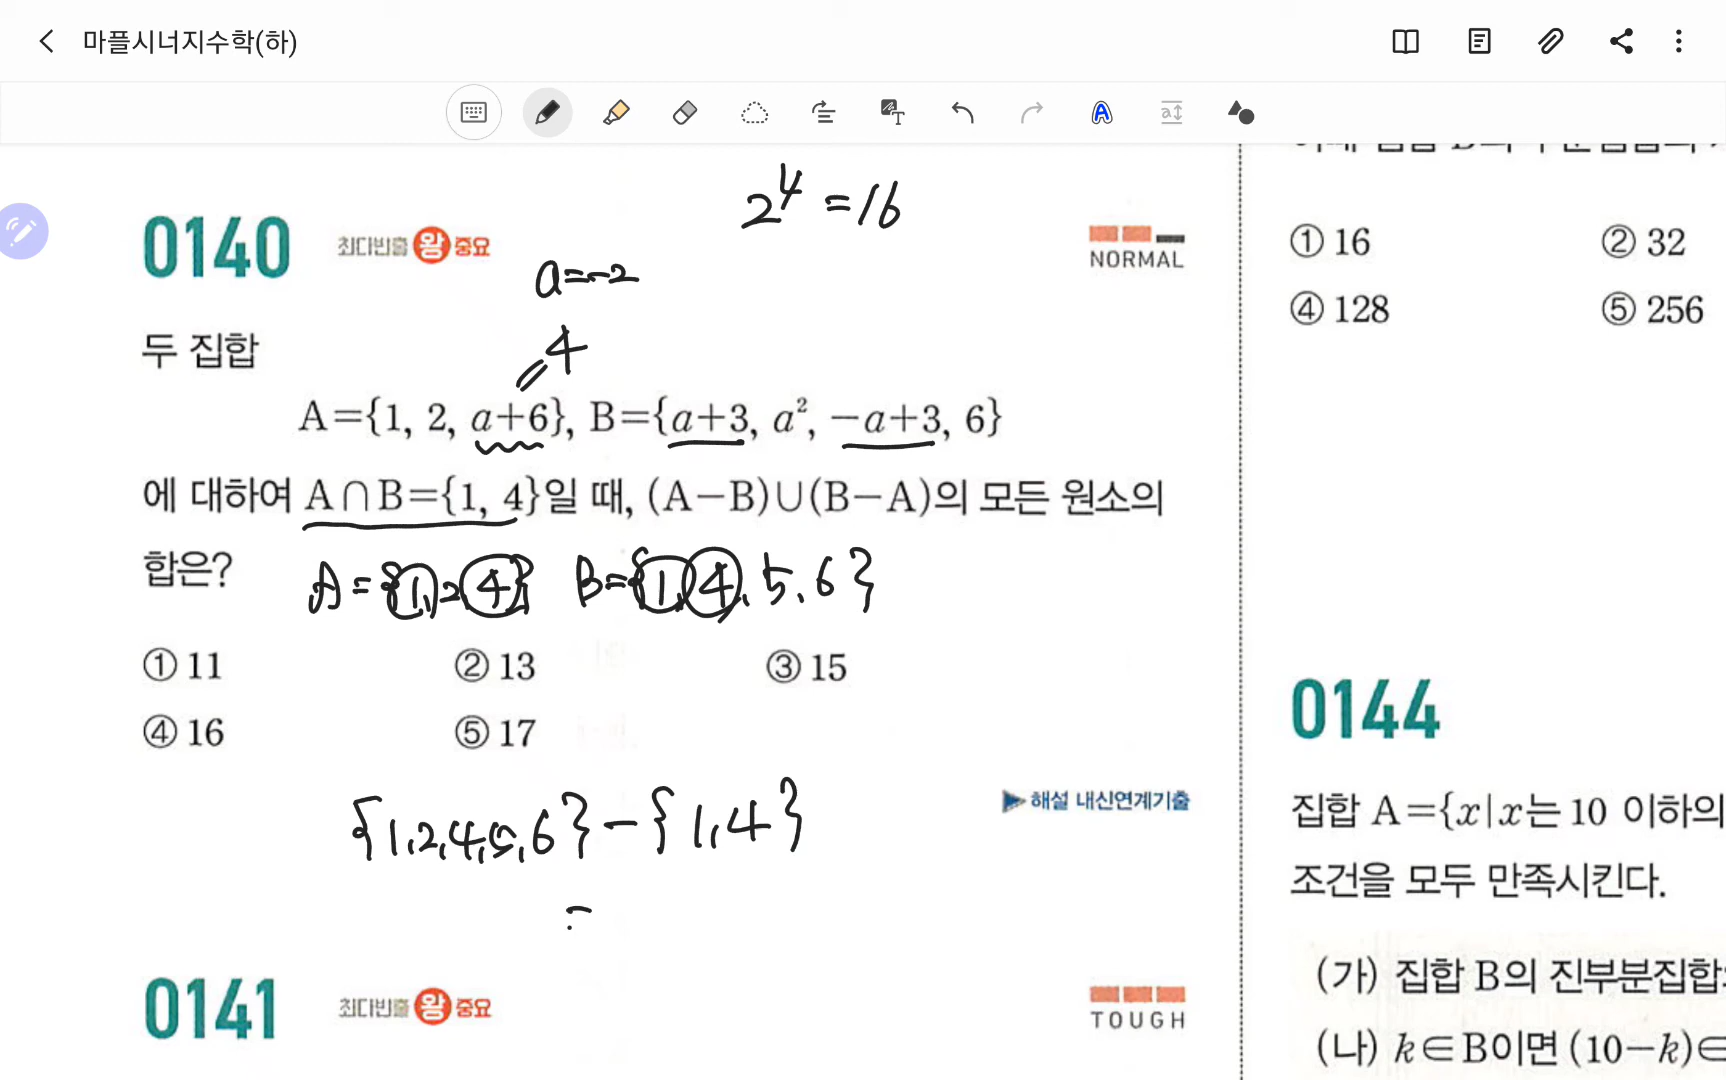 마플시너지수학(하)
2⁴ = 16
0140 최다빈출 왕 중요
NORMAL
a=-2
4
두 집합
A={1, 2, a+6}, B={a+3, a², -a+3, 6}
에 대하여 A∩B={1, 4}일 때, (A-B)∪(B-A)의 모든 원소의
합은?
A={1,2,4} B={1,4,5,6}
① 11 ② 13 ③ 15
④ 16 ⑤ 17
▶해설 내신연계기출
{1,2,4,5,6}-{1,4}
0141 최다빈출 왕 중요
TOUGH
① 16 ② 32
④ 128 ⑤ 256
0144
집합 A={x|x는 10 이하의
조건을 모두 만족시킨다.
(가) 집합 B의 진부분집합
(나) k∈B이면 (10-k)∈